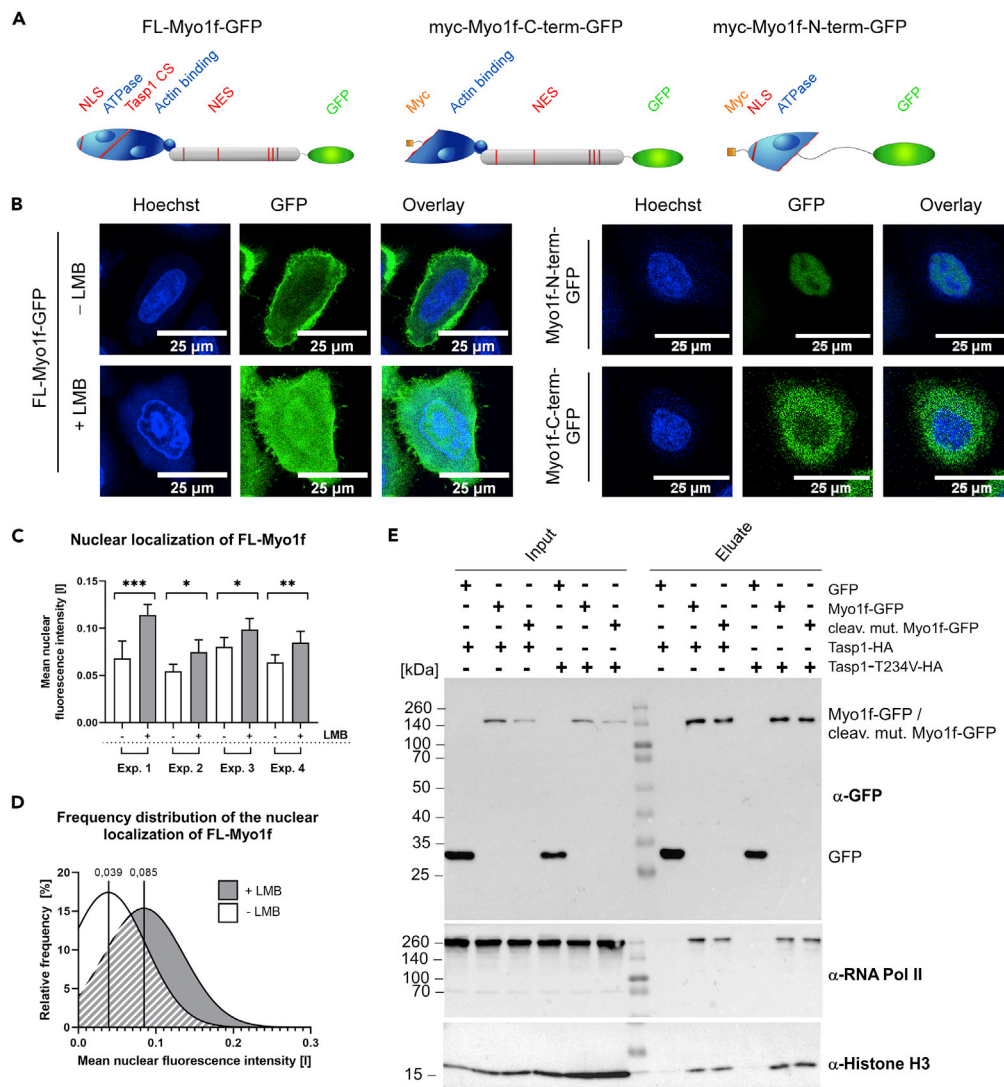 A
FL-Myo1f-GFP
myc-Myo1f-C-term-GFP
myc-Myo1f-N-term-GFP
NLS
ATPase
Tasp1 CS
Actin binding
NES
GFP
Myc
Actin binding
NES
GFP
Myc
NLS
ATPase
GFP
B
Hoechst GFP Overlay
FL-Myo1f-GFP
– LMB
25 µm 25 µm 25 µm
+ LMB
25 µm 25 µm 25 µm
Hoechst GFP Overlay
Myo1f-N-term-
GFP
25 µm 25 µm 25 µm
Myo1f-C-term-
GFP
25 µm 25 µm 25 µm
C
Nuclear localization of FL-Myo1f
Mean nuclear
fluorescence intensity [I]
0.15
0.10
0.05
0.00
*** * * **
- + - + - + - + LMB
Exp. 1 Exp. 2 Exp. 3 Exp. 4
D
Frequency distribution of the nuclear
localization of FL-Myo1f
Relative frequency [%]
20
15
10
5
0
0,039 0,085
+ LMB
- LMB
0.0 0.1 0.2 0.3
Mean nuclear fluorescence intensity [I]
E
Input Eluate
+ - - + - - + - - + - - GFP
- + - - + - - + - - + - Myo1f-GFP
- - + - - + - - + - - + cleav. mut. Myo1f-GFP
+ + + - - - + + + - - - Tasp1-HA
- - - + + + - - - + + + Tasp1-T234V-HA
[kDa]
260
140
100
70
50
40
35
25
Myo1f-GFP /
cleav. mut. Myo1f-GFP
α-GFP
GFP
260
140
100
70
α-RNA Pol II
15
α-Histone H3